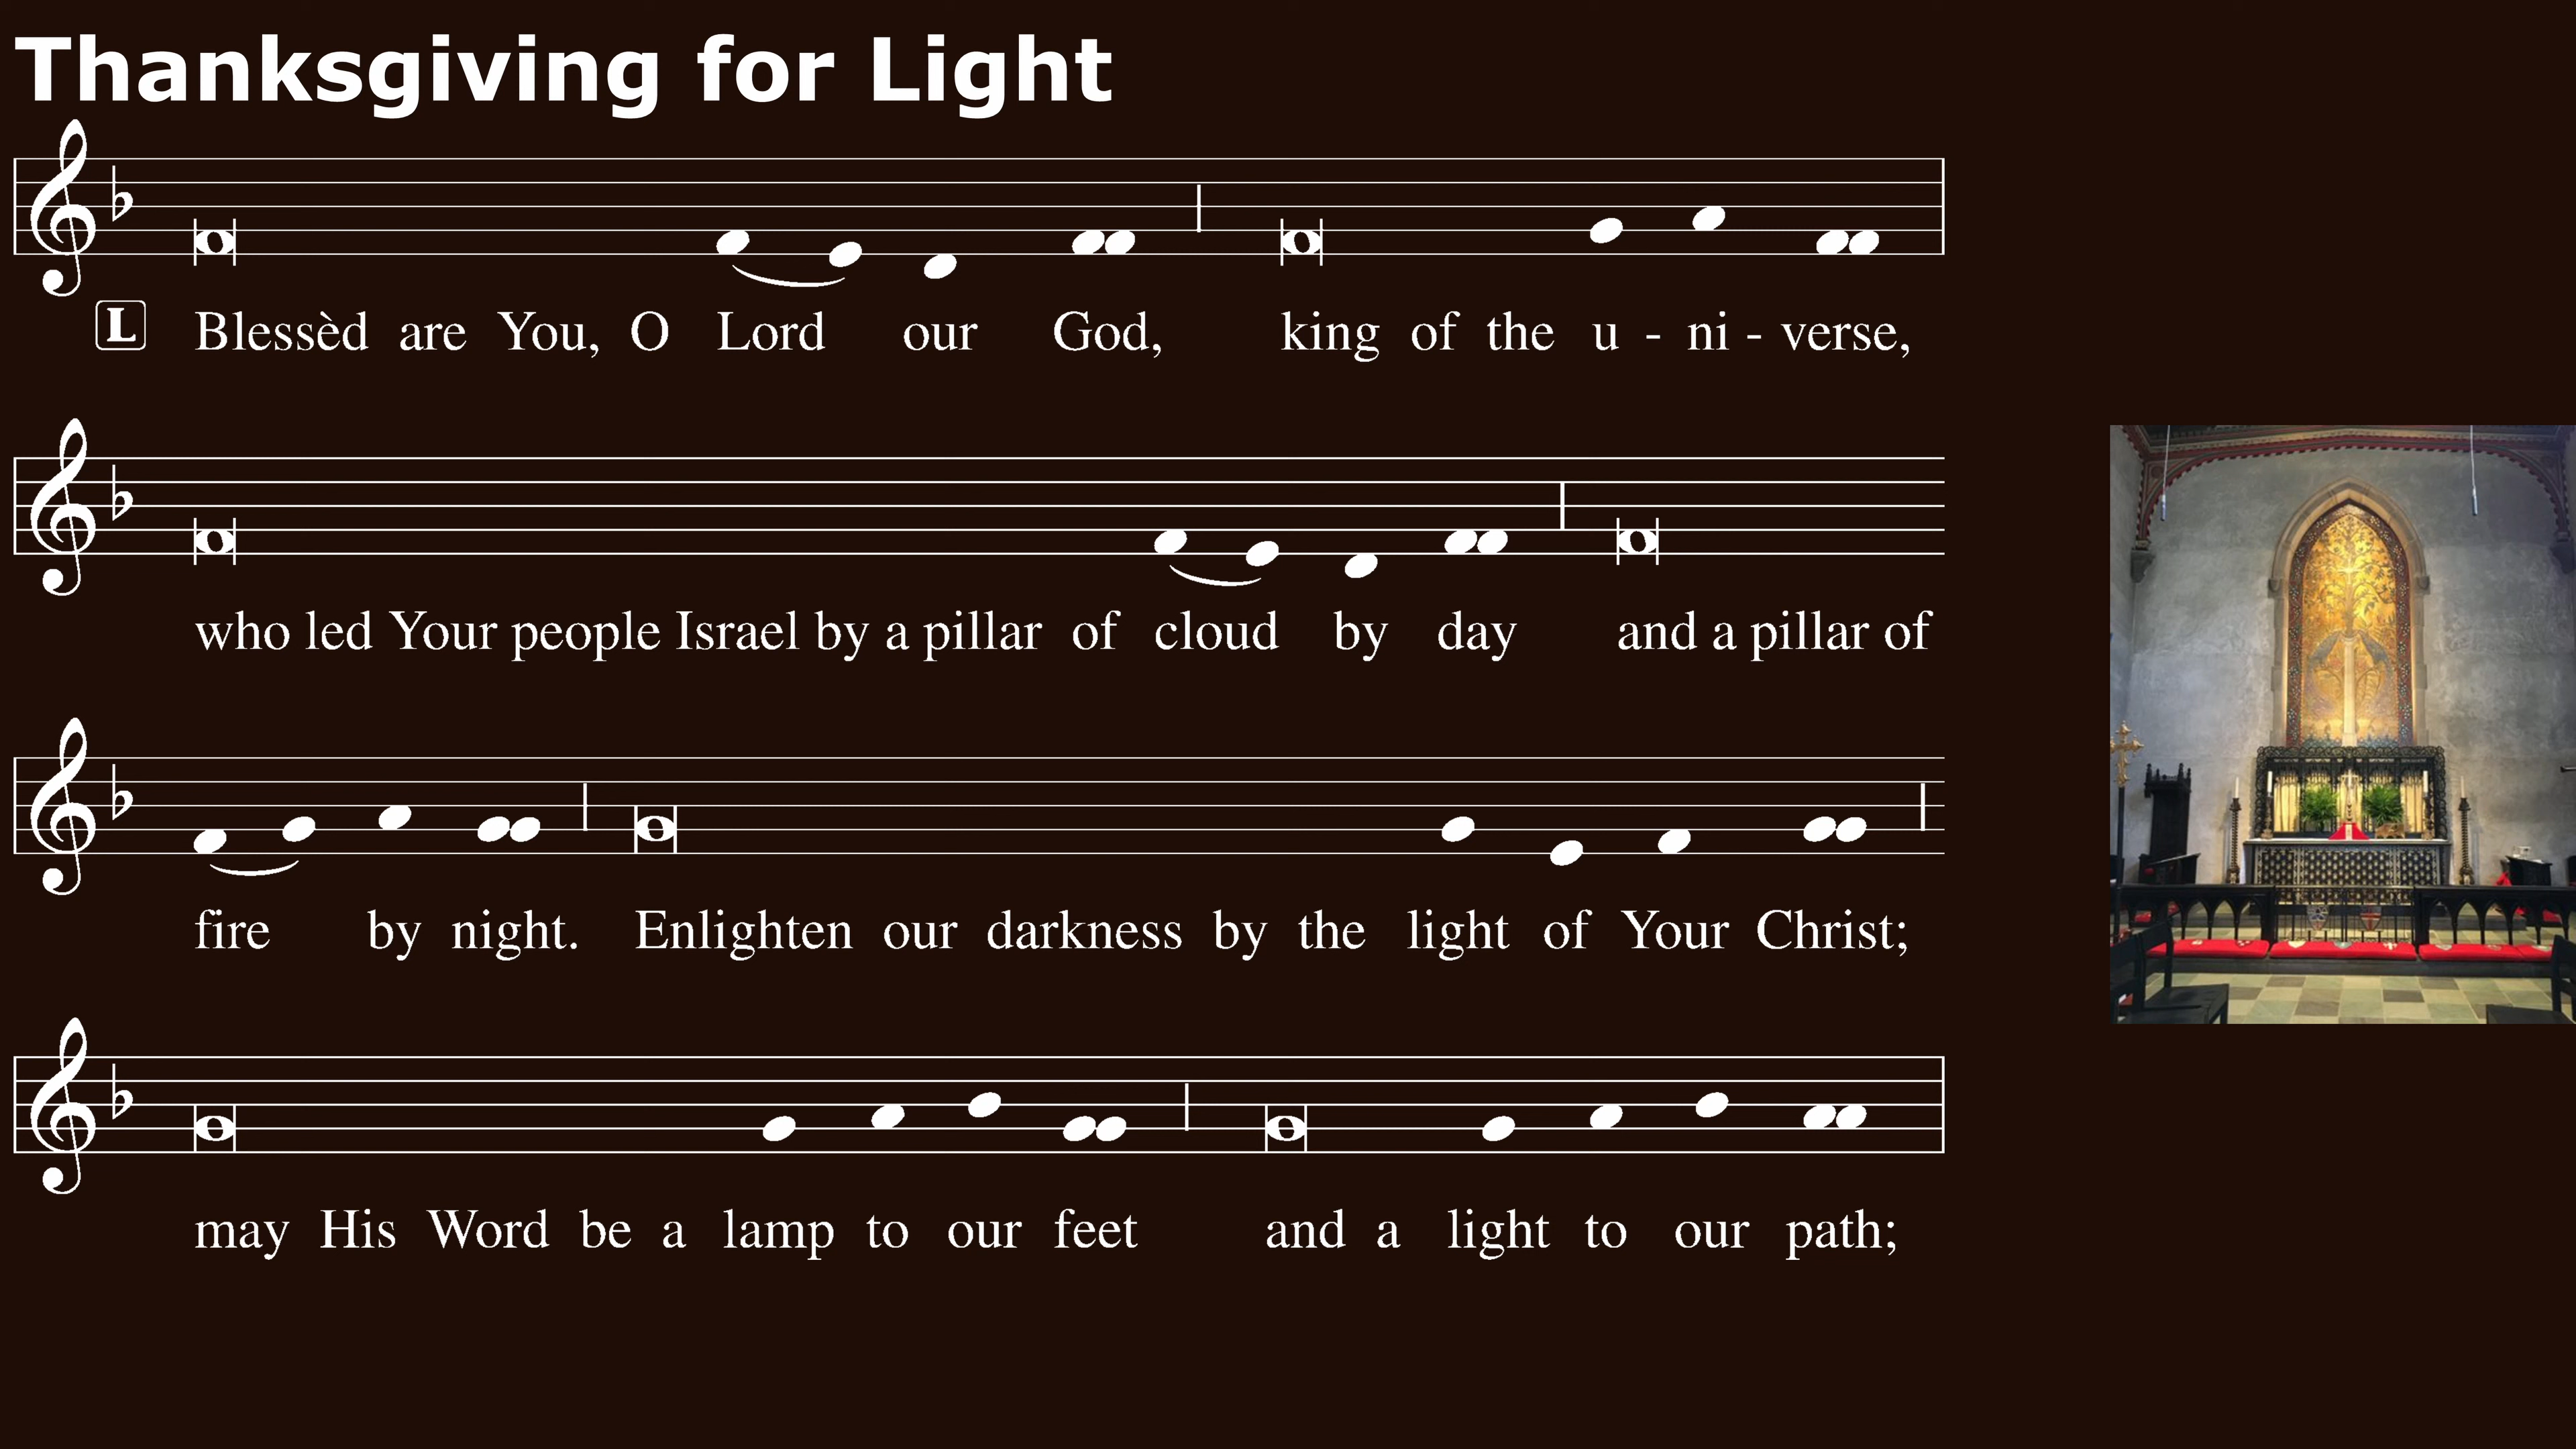 Thanksgiving for Light
L Blessèd are You, O Lord our God, king of the u - ni - verse,
who led Your people Israel by a pillar of cloud by day and a pillar of
fire by night. Enlighten our darkness by the light of Your Christ;
may His Word be a lamp to our feet and a light to our path;